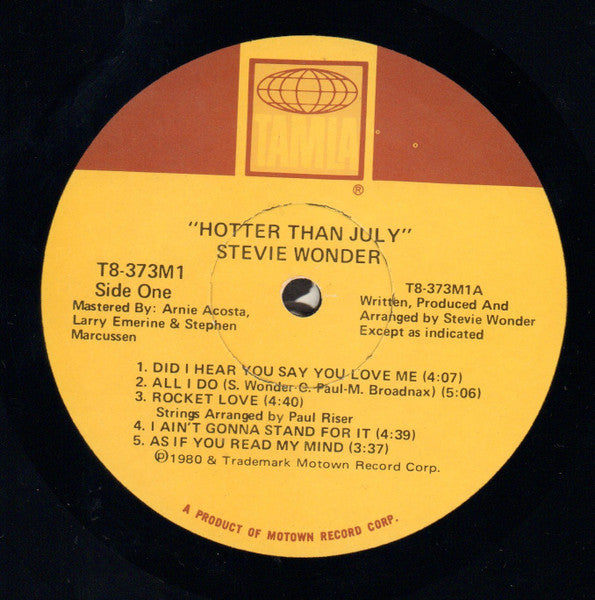 TAMLA
®
"HOTTER THAN JULY"
STEVIE WONDER
T8-373M1
Side One
Mastered By: Arnie Acosta,
Larry Emerine & Stephen
Marcussen
T8-373M1A
Written, Produced And
Arranged by Stevie Wonder
Except as indicated
1. DID I HEAR YOU SAY YOU LOVE ME (4:07)
2. ALL I DO (S. Wonder-C. Paul-M. Broadnax) (5:06)
3. ROCKET LOVE (4:40)
Strings Arranged by Paul Riser
4. I AIN'T GONNA STAND FOR IT (4:39)
5. AS IF YOU READ MY MIND (3:37)
℗1980 & Trademark Motown Record Corp.
A PRODUCT OF MOTOWN RECORD CORP.